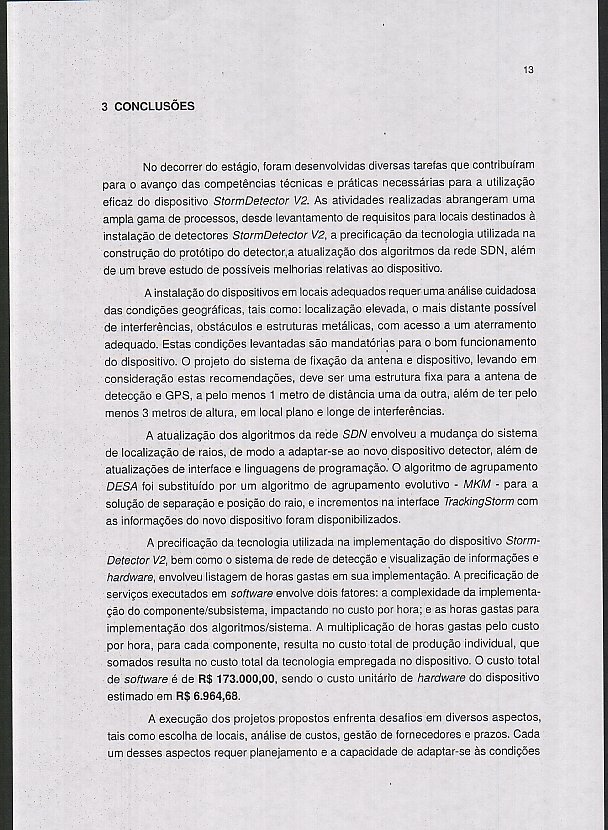 13
3 CONCLUSÕES
No decorrer do estágio, foram desenvolvidas diversas tarefas que contribuíram
para o avanço das competências técnicas e práticas necessárias para a utilização
eficaz do dispositivo StormDetector V2. As atividades realizadas abrangeram uma
ampla gama de processos, desde levantamento de requisitos para locais destinados à
instalação de detectores StormDetector V2, a precificação da tecnologia utilizada na
construção do protótipo do detector,a atualização dos algoritmos da rede SDN, além
de um breve estudo de possíveis melhorias relativas ao dispositivo.
A instalação do dispositivos em locais adequados requer uma análise cuidadosa
das condições geográficas, tais como: localização elevada, o mais distante possível
de interferências, obstáculos e estruturas metálicas, com acesso a um aterramento
adequado. Estas condições levantadas são mandatórias para o bom funcionamento
do dispositivo. O projeto do sistema de fixação da antena e dispositivo, levando em
consideração estas recomendações, deve ser uma estrutura fixa para a antena de
detecção e GPS, a pelo menos 1 metro de distância uma da outra, além de ter pelo
menos 3 metros de altura, em local plano e longe de interferências.
A atualização dos algoritmos da rede SDN envolveu a mudança do sistema
de localização de raios, de modo a adaptar-se ao novo dispositivo detector, além de
atualizações de interface e linguagens de programação. O algoritmo de agrupamento
DESA foi substituído por um algoritmo de agrupamento evolutivo - MKM - para a
solução de separação e posição do raio, e incrementos na interface TrackingStorm com
as informações do novo dispositivo foram disponibilizados.
A precificação da tecnologia utilizada na implementação do dispositivo Storm-
Detector V2, bem como o sistema de rede de detecção e visualização de informações e
hardware, envolveu listagem de horas gastas em sua implementação. A precificação de
serviços executados em software envolve dois fatores: a complexidade da implementa-
ção do componente/subsistema, impactando no custo por hora; e as horas gastas para
implementação dos algoritmos/sistema. A multiplicação de horas gastas pelo custo
por hora, para cada componente, resulta no custo total de produção individual, que
somados resulta no custo total da tecnologia empregada no dispositivo. O custo total
de software é de R$ 173.000,00, sendo o custo unitário de hardware do dispositivo
estimado em R$ 6.964,68.
A execução dos projetos propostos enfrenta desafios em diversos aspectos,
tais como escolha de locais, análise de custos, gestão de fornecedores e prazos. Cada
um desses aspectos requer planejamento e a capacidade de adaptar-se às condições